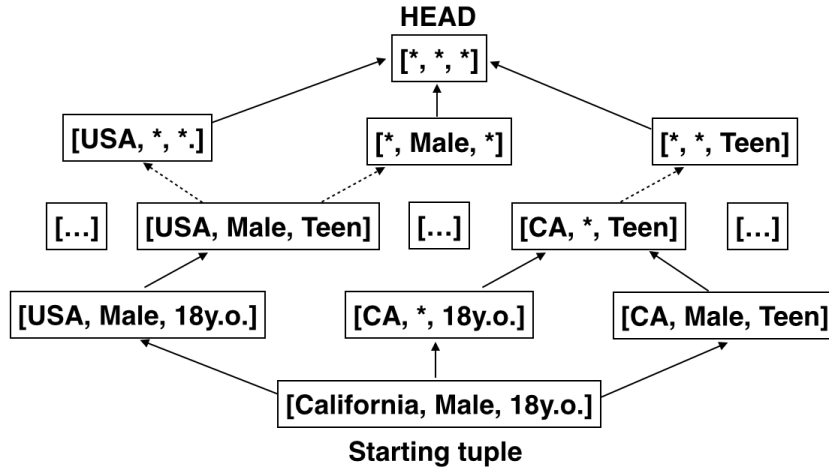 HEAD
[*, *, *]
[USA, *, *.]
[*, Male, *]
[*, *, Teen]
[...]
[USA, Male, Teen]
[...]
[CA, *, Teen]
[...]
[USA, Male, 18y.o.]
[CA, *, 18y.o.]
[CA, Male, Teen]
[California, Male, 18y.o.]
Starting tuple